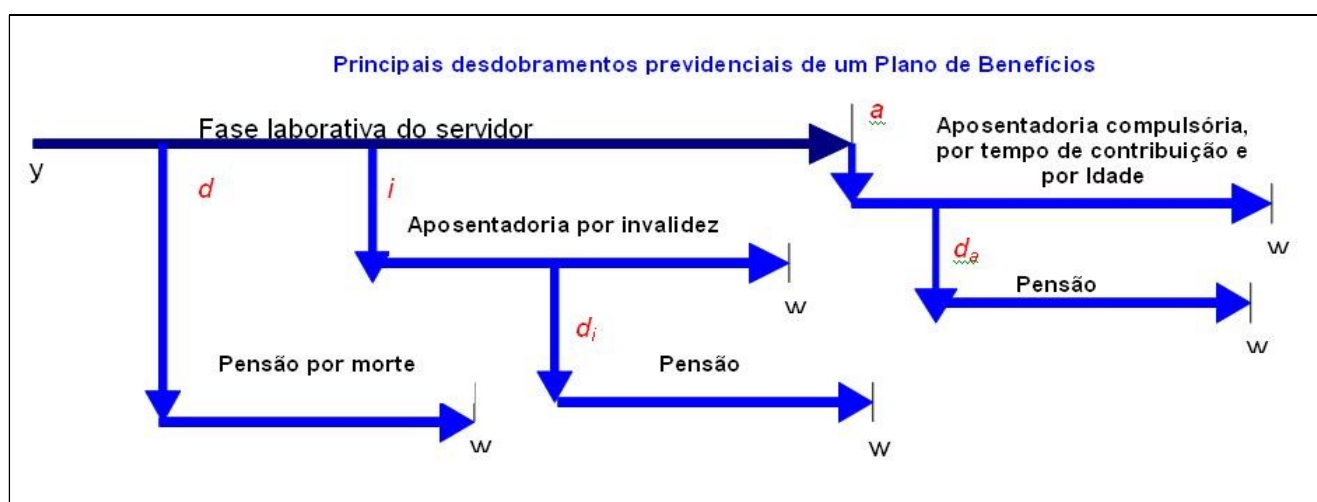 Principais desdobramentos previdenciais de um Plano de Benefícios
Fase laborativa do servidor
a
Aposentadoria compulsória,
por tempo de contribuição e
por Idade
y
d
i
Aposentadoria por invalidez
w
d_a
Pensão
w
w
d_i
Pensão por morte
Pensão
w
w